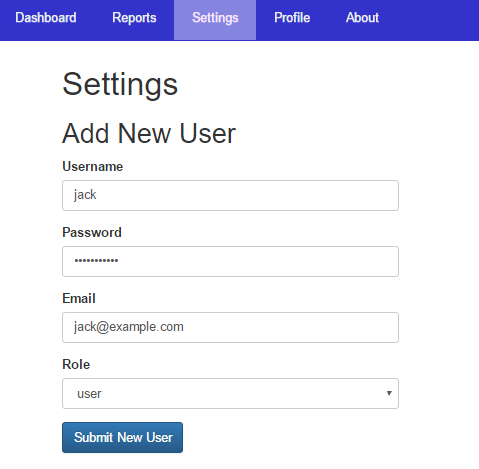 Dashboard Reports Settings Profile About
Settings
Add New User
Username
jack
Password
•••••••••••
Email
jack@example.com
Role
user
Submit New User